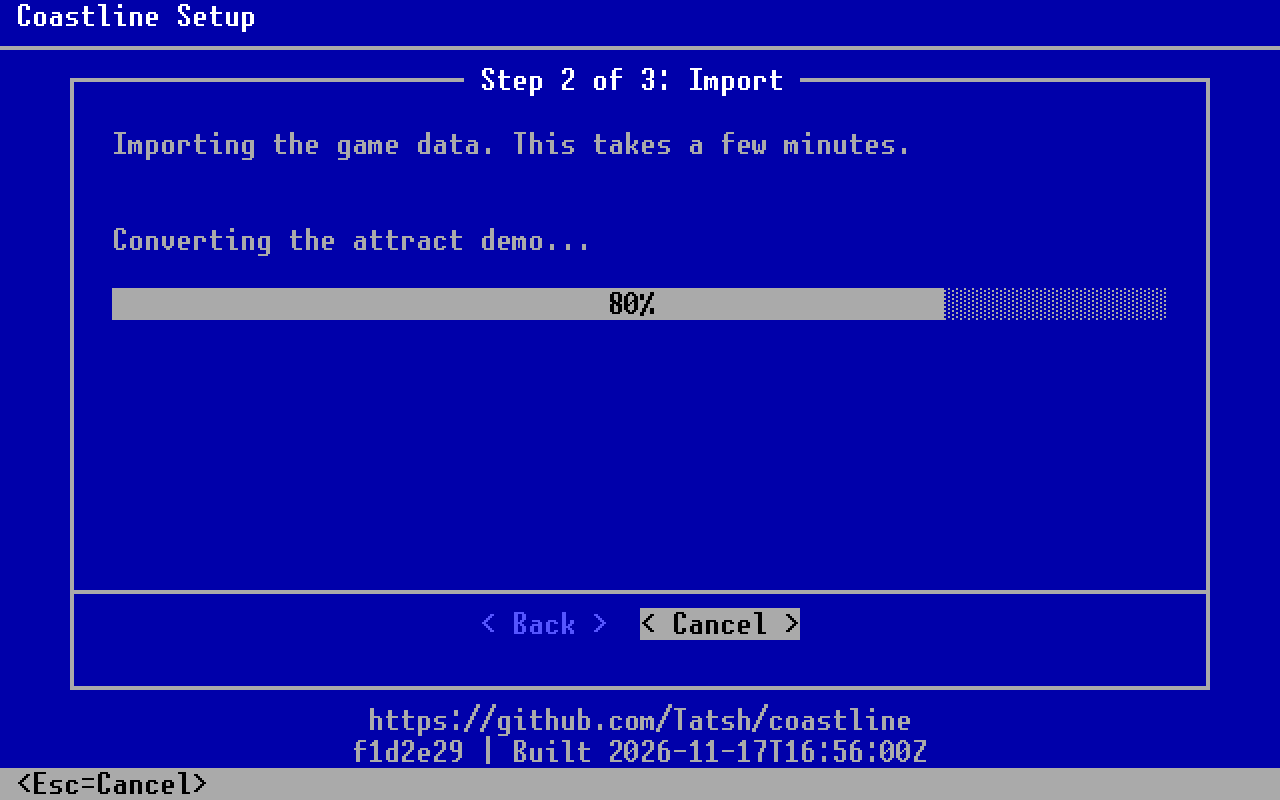 Coastline Setup
Step 2 of 3: Import
Importing the game data. This takes a few minutes.
Converting the attract demo...
80%
< Back > < Cancel >
https://github.com/Tatsh/coastline
f1d2e29 | Built 2026-11-17T16:56:00Z
<Esc=Cancel>